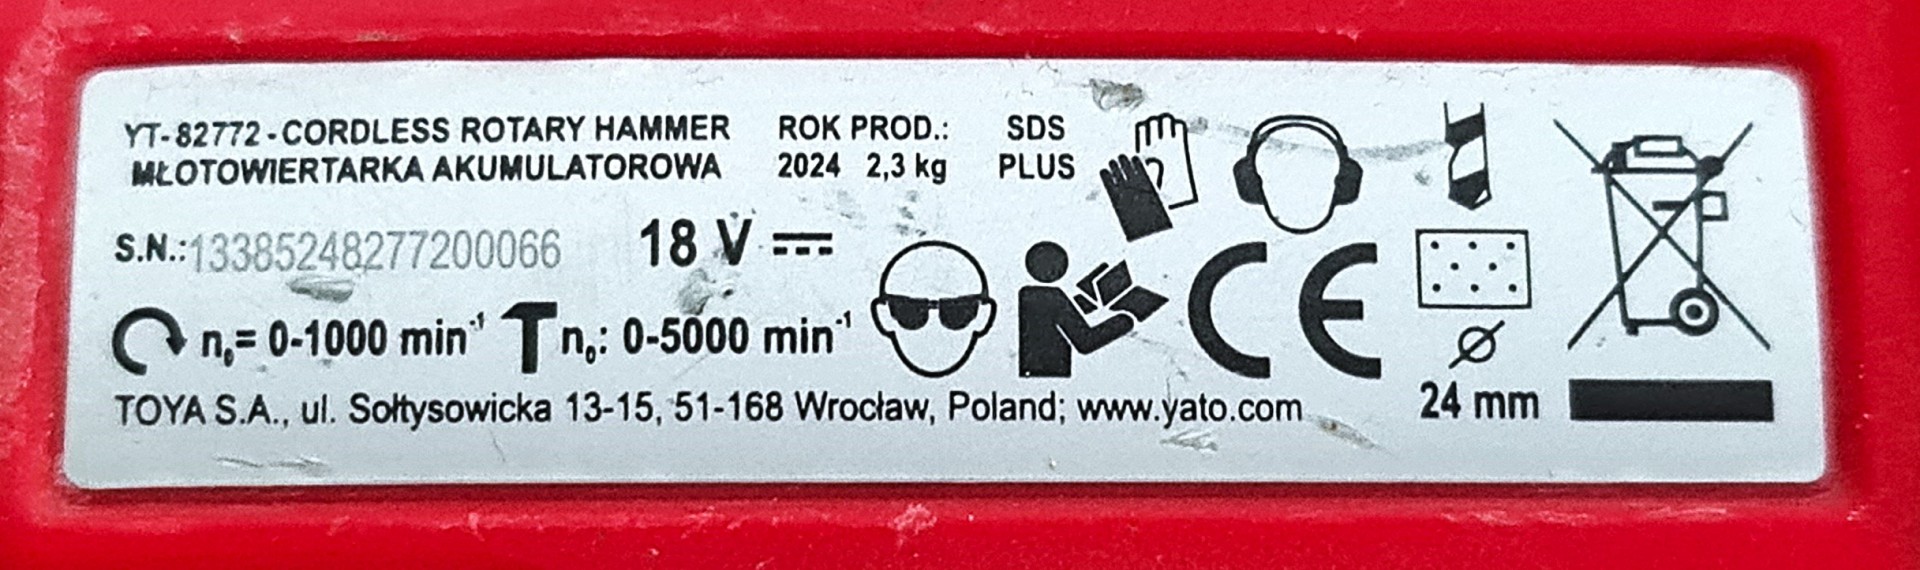 YT-82772 - CORDLESS ROTARY HAMMER
MŁOTOWIERTARKA AKUMULATOROWA
ROK PROD.:
2024 2,3 kg
SDS
PLUS
S.N.:13385248277200066
18 V
n₀= 0-1000 min⁻¹
n₀: 0-5000 min⁻¹
CE
Ø
24 mm
TOYA S.A., ul. Sołtysowicka 13-15, 51-168 Wrocław, Poland; www.yato.com